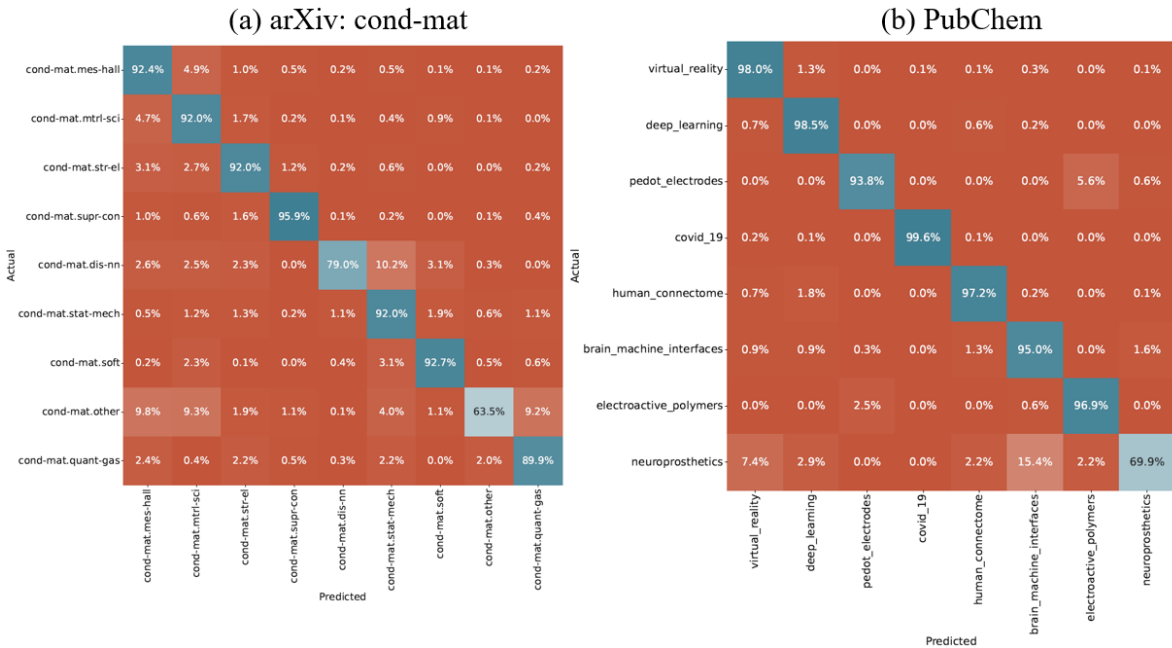 (a) arXiv: cond-mat
cond-mat.mes-hall 92.4% 4.9% 1.0% 0.5% 0.2% 0.5% 0.1% 0.1% 0.2%
cond-mat.mtrl-sci 4.7% 92.0% 1.7% 0.2% 0.1% 0.4% 0.9% 0.1% 0.0%
cond-mat.str-el 3.1% 2.7% 92.0% 1.2% 0.2% 0.6% 0.0% 0.0% 0.2%
cond-mat.supr-con 1.0% 0.6% 1.6% 95.9% 0.1% 0.2% 0.0% 0.1% 0.4%
Actual
cond-mat.dis-nn 2.6% 2.5% 2.3% 0.0% 79.0% 10.2% 3.1% 0.3% 0.0%
cond-mat.stat-mech 0.5% 1.2% 1.3% 0.2% 1.1% 92.0% 1.9% 0.6% 1.1%
cond-mat.soft 0.2% 2.3% 0.1% 0.0% 0.4% 3.1% 92.7% 0.5% 0.6%
cond-mat.other 9.8% 9.3% 1.9% 1.1% 0.1% 4.0% 1.1% 63.5% 9.2%
cond-mat.quant-gas 2.4% 0.4% 2.2% 0.5% 0.3% 2.2% 0.0% 2.0% 89.9%
cond-mat.mes-hall
cond-mat.mtrl-sci
cond-mat.str-el
cond-mat.supr-con
cond-mat.dis-nn
cond-mat.stat-mech
cond-mat.soft
cond-mat.other
cond-mat.quant-gas
Predicted
(b) PubChem
virtual_reality 98.0% 1.3% 0.0% 0.1% 0.1% 0.3% 0.0% 0.1%
deep_learning 0.7% 98.5% 0.0% 0.0% 0.6% 0.2% 0.0% 0.0%
pedot_electrodes 0.0% 0.0% 93.8% 0.0% 0.0% 0.0% 5.6% 0.6%
covid_19 0.2% 0.1% 0.0% 99.6% 0.1% 0.0% 0.0% 0.0%
Actual
human_connectome 0.7% 1.8% 0.0% 0.0% 97.2% 0.2% 0.0% 0.1%
brain_machine_interfaces 0.9% 0.9% 0.3% 0.0% 1.3% 95.0% 0.0% 1.6%
electroactive_polymers 0.0% 0.0% 2.5% 0.0% 0.0% 0.6% 96.9% 0.0%
neuroprosthetics 7.4% 2.9% 0.0% 0.0% 2.2% 15.4% 2.2% 69.9%
virtual_reality
deep_learning
pedot_electrodes
covid_19
human_connectome
brain_machine_interfaces
electroactive_polymers
neuroprosthetics
Predicted